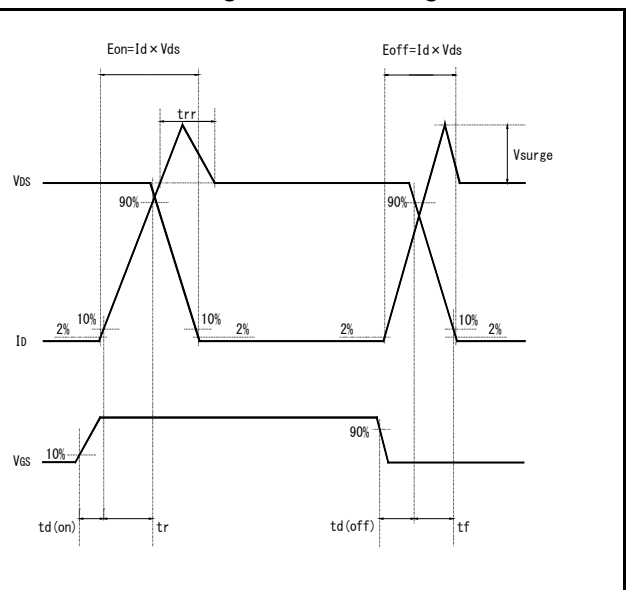 Eon=Id×Vds Eoff=Id×Vds
trr
Vsurge
VDS
90% 90%
10% 10% 10%
2% 2% 2% 2%
ID
90%
VGS 10%
td(on) tr td(off) tf